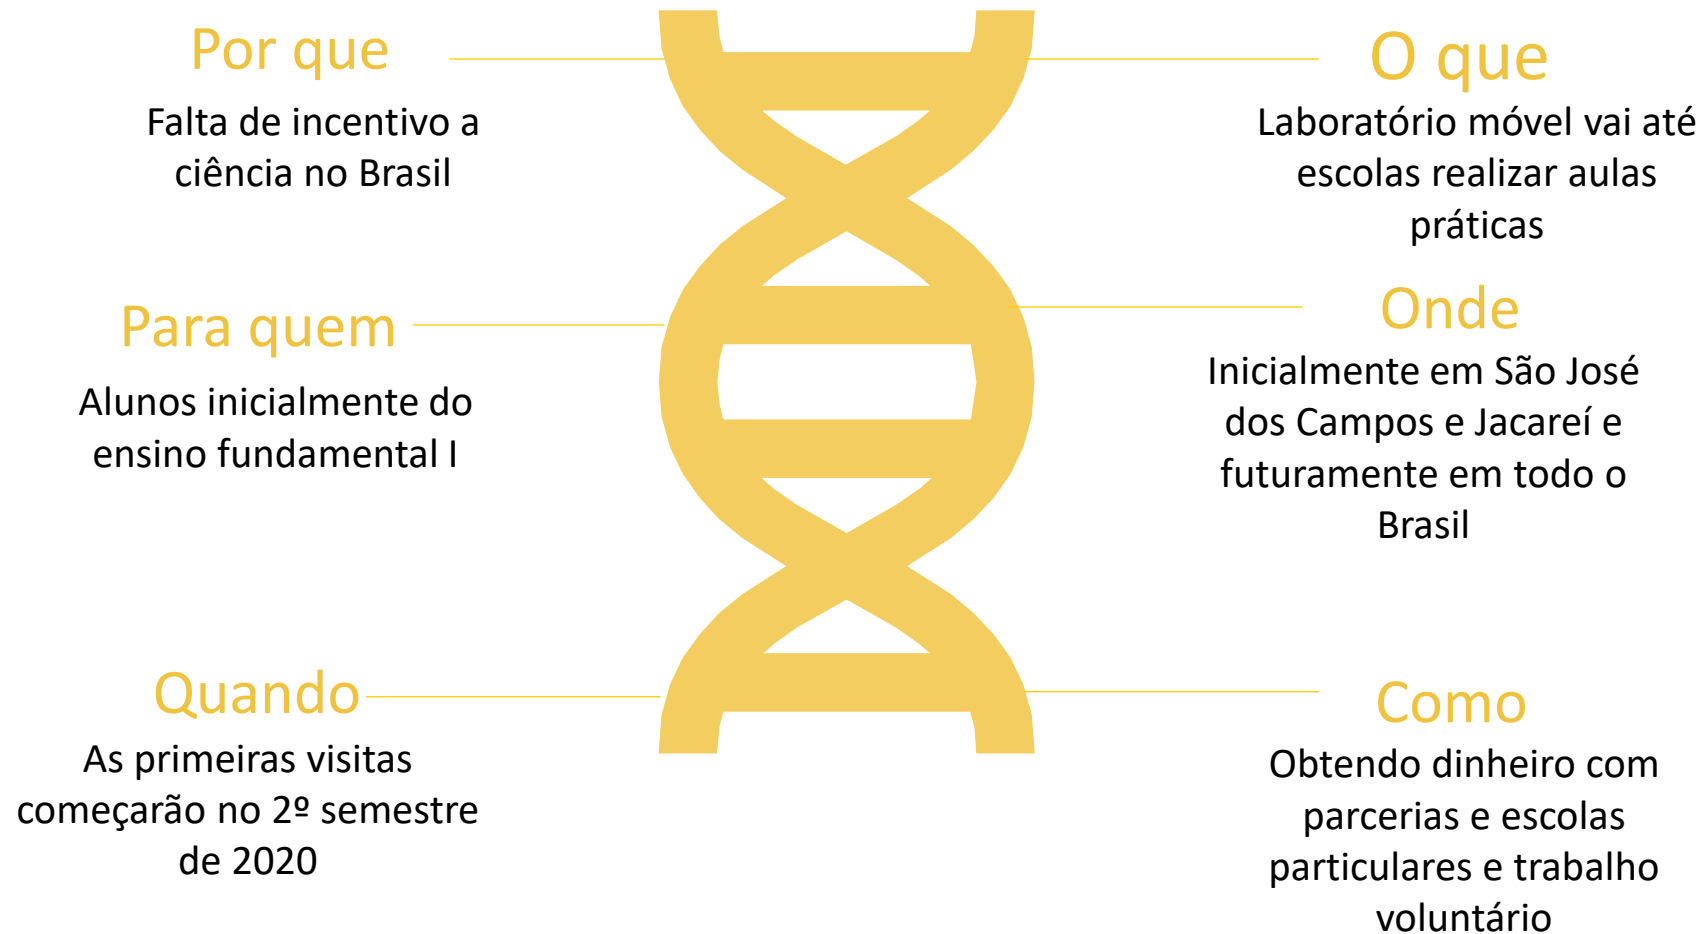 Por que
Falta de incentivo a
ciência no Brasil
O que
Laboratório móvel vai até
escolas realizar aulas
práticas
Para quem
Alunos inicialmente do
ensino fundamental I
Onde
Inicialmente em São José
dos Campos e Jacareí e
futuramente em todo o
Brasil
Quando
As primeiras visitas
começarão no 2º semestre
de 2020
Como
Obtendo dinheiro com
parcerias e escolas
particulares e trabalho
voluntário